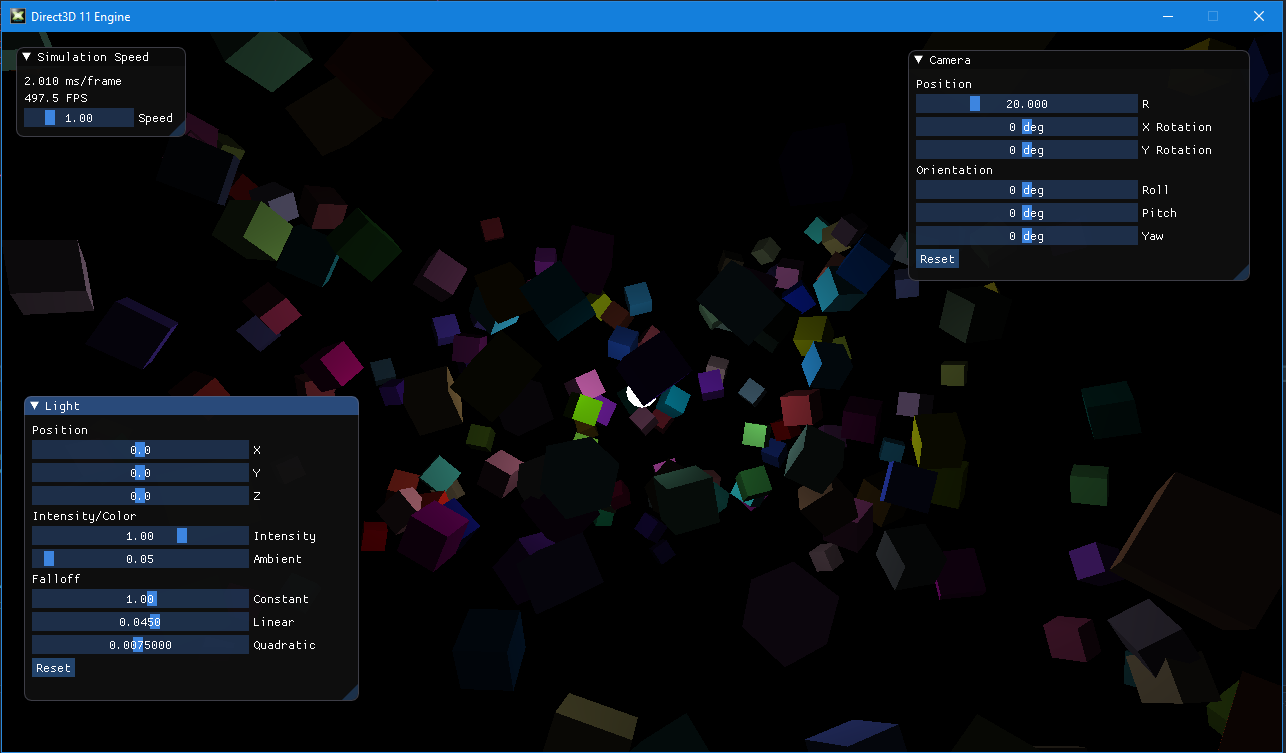 Direct3D 11 Engine
Simulation Speed
2.010 ms/frame
497.5 FPS
1.00 Speed
Camera
Position
20.000 R
0 deg X Rotation
0 deg Y Rotation
Orientation
0 deg Roll
0 deg Pitch
0 deg Yaw
Reset
Light
Position
0.0 X
0.0 Y
0.0 Z
Intensity/Color
1.00 Intensity
0.05 Ambient
Falloff
1.00 Constant
0.0450 Linear
0.0075000 Quadratic
Reset